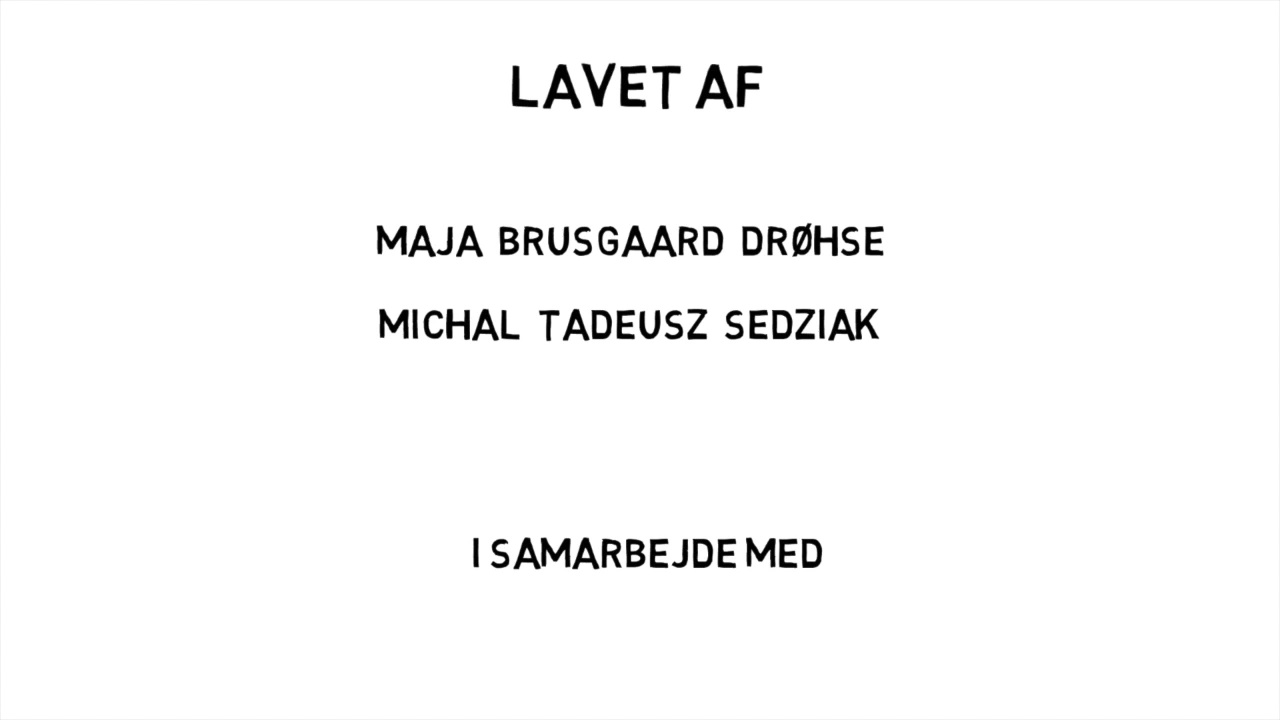 LAVET AF
MAJA BRUSGAARD DRØHSE
MICHAL TADEUSZ SEDZIAK
I SAMARBEJDE MED